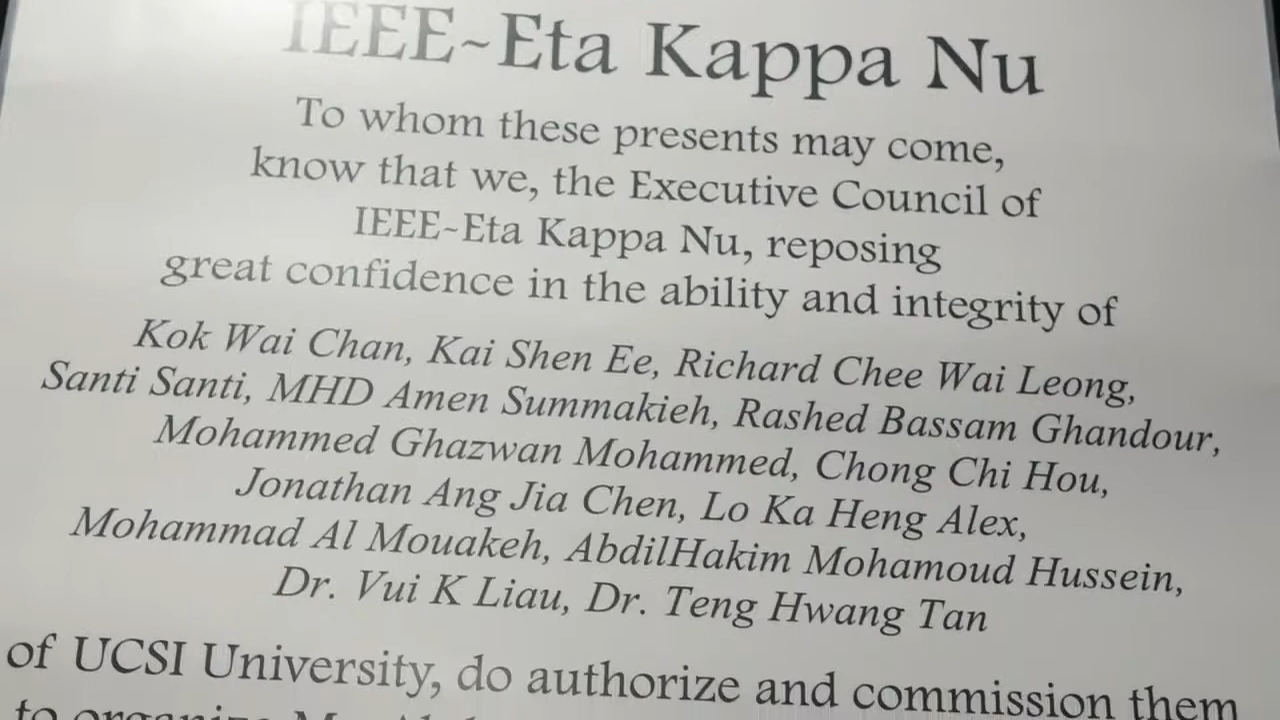 IEEE~Eta Kappa Nu
To whom these presents may come,
know that we, the Executive Council of
IEEE~Eta Kappa Nu, reposing
great confidence in the ability and integrity of
Kok Wai Chan, Kai Shen Ee, Richard Chee Wai Leong,
Santi Santi, MHD Amen Summakieh, Rashed Bassam Ghandour,
Mohammed Ghazwan Mohammed, Chong Chi Hou,
Jonathan Ang Jia Chen, Lo Ka Heng Alex,
Mohammad Al Mouakeh, AbdilHakim Mohamoud Hussein,
Dr. Vui K Liau, Dr. Teng Hwang Tan
of UCSI University, do authorize and commission them
to organize